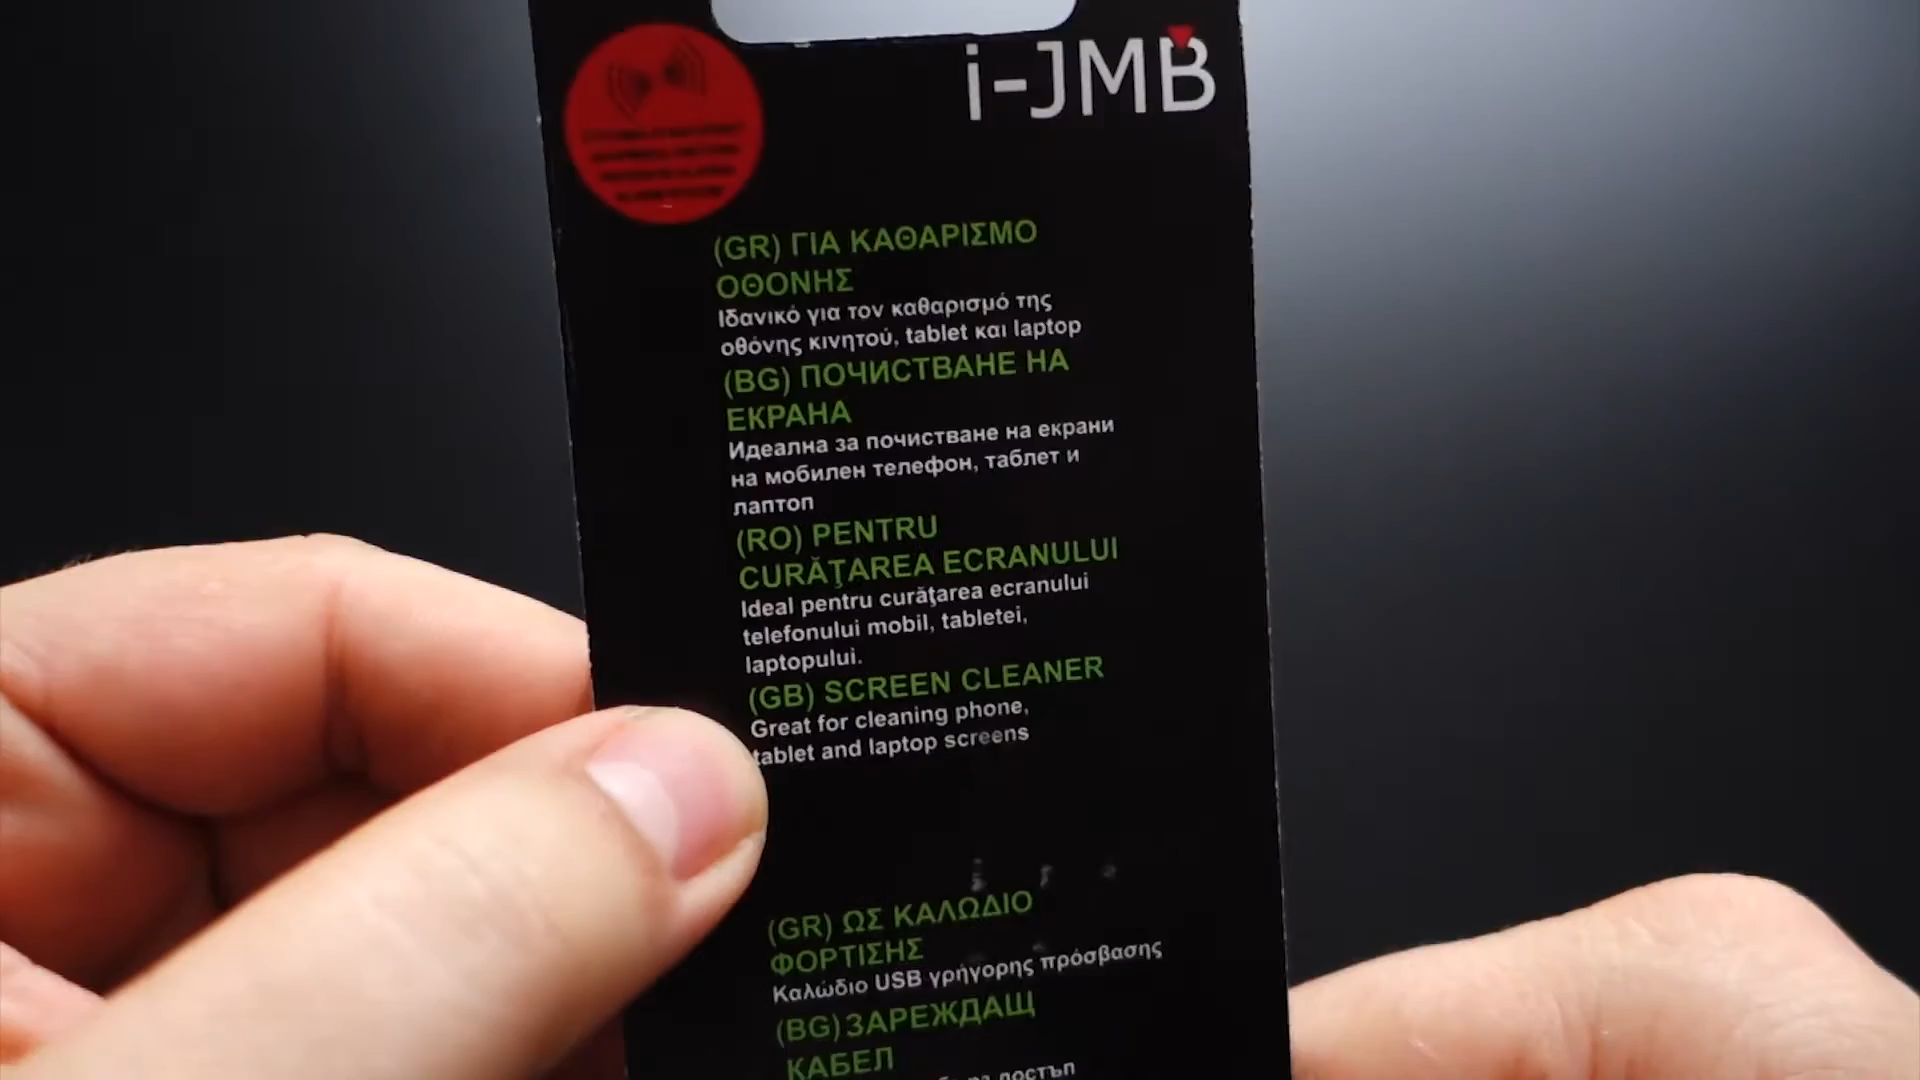 i-JMB
(GR) ΓΙΑ ΚΑΘΑΡΙΣΜΟ
ΟΘΟΝΗΣ
Ιδανικό για τον καθαρισμό της
οθόνης κινητού, tablet και laptop
(BG) ПОЧИСТВАНЕ НА
ЕКРАНА
Идеална за почистване на екрани
на мобилен телефон, таблет и
лаптоп
(RO) PENTRU
CURĂŢAREA ECRANULUI
Ideal pentru curăţarea ecranului
telefonului mobil, tabletei,
laptopului.
(GB) SCREEN CLEANER
Great for cleaning phone,
tablet and laptop screens
(GR) ΩΣ ΚΑΛΩΔΙΟ
ΦΟΡΤΙΣΗΣ
Καλώδιο USB γρήγορης πρόσβασης
(BG) ЗАРЕЖДАЩ
КАБЕЛ
достъп